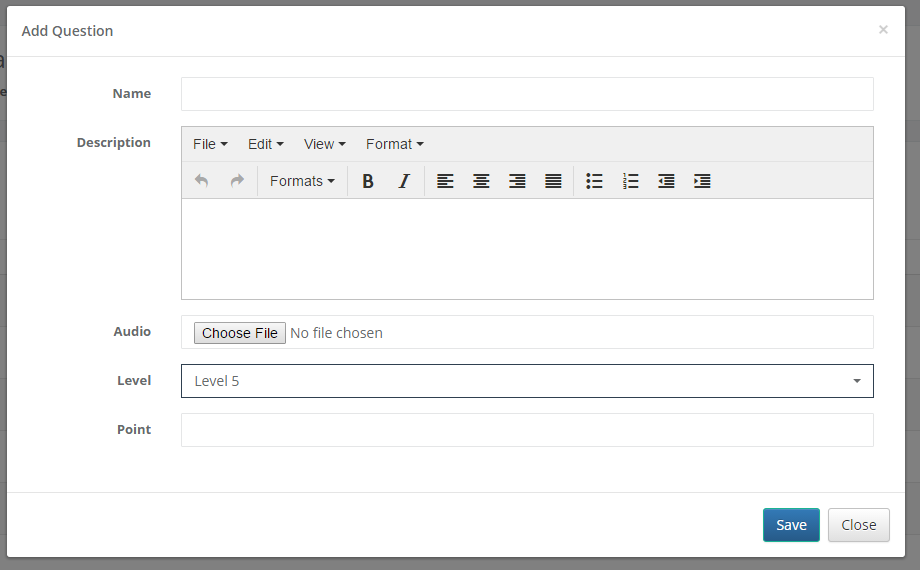 Add Question ×
Name
Description
File Edit View Format
Formats B I
Audio Choose File No file chosen
Level Level 5
Point
Save Close